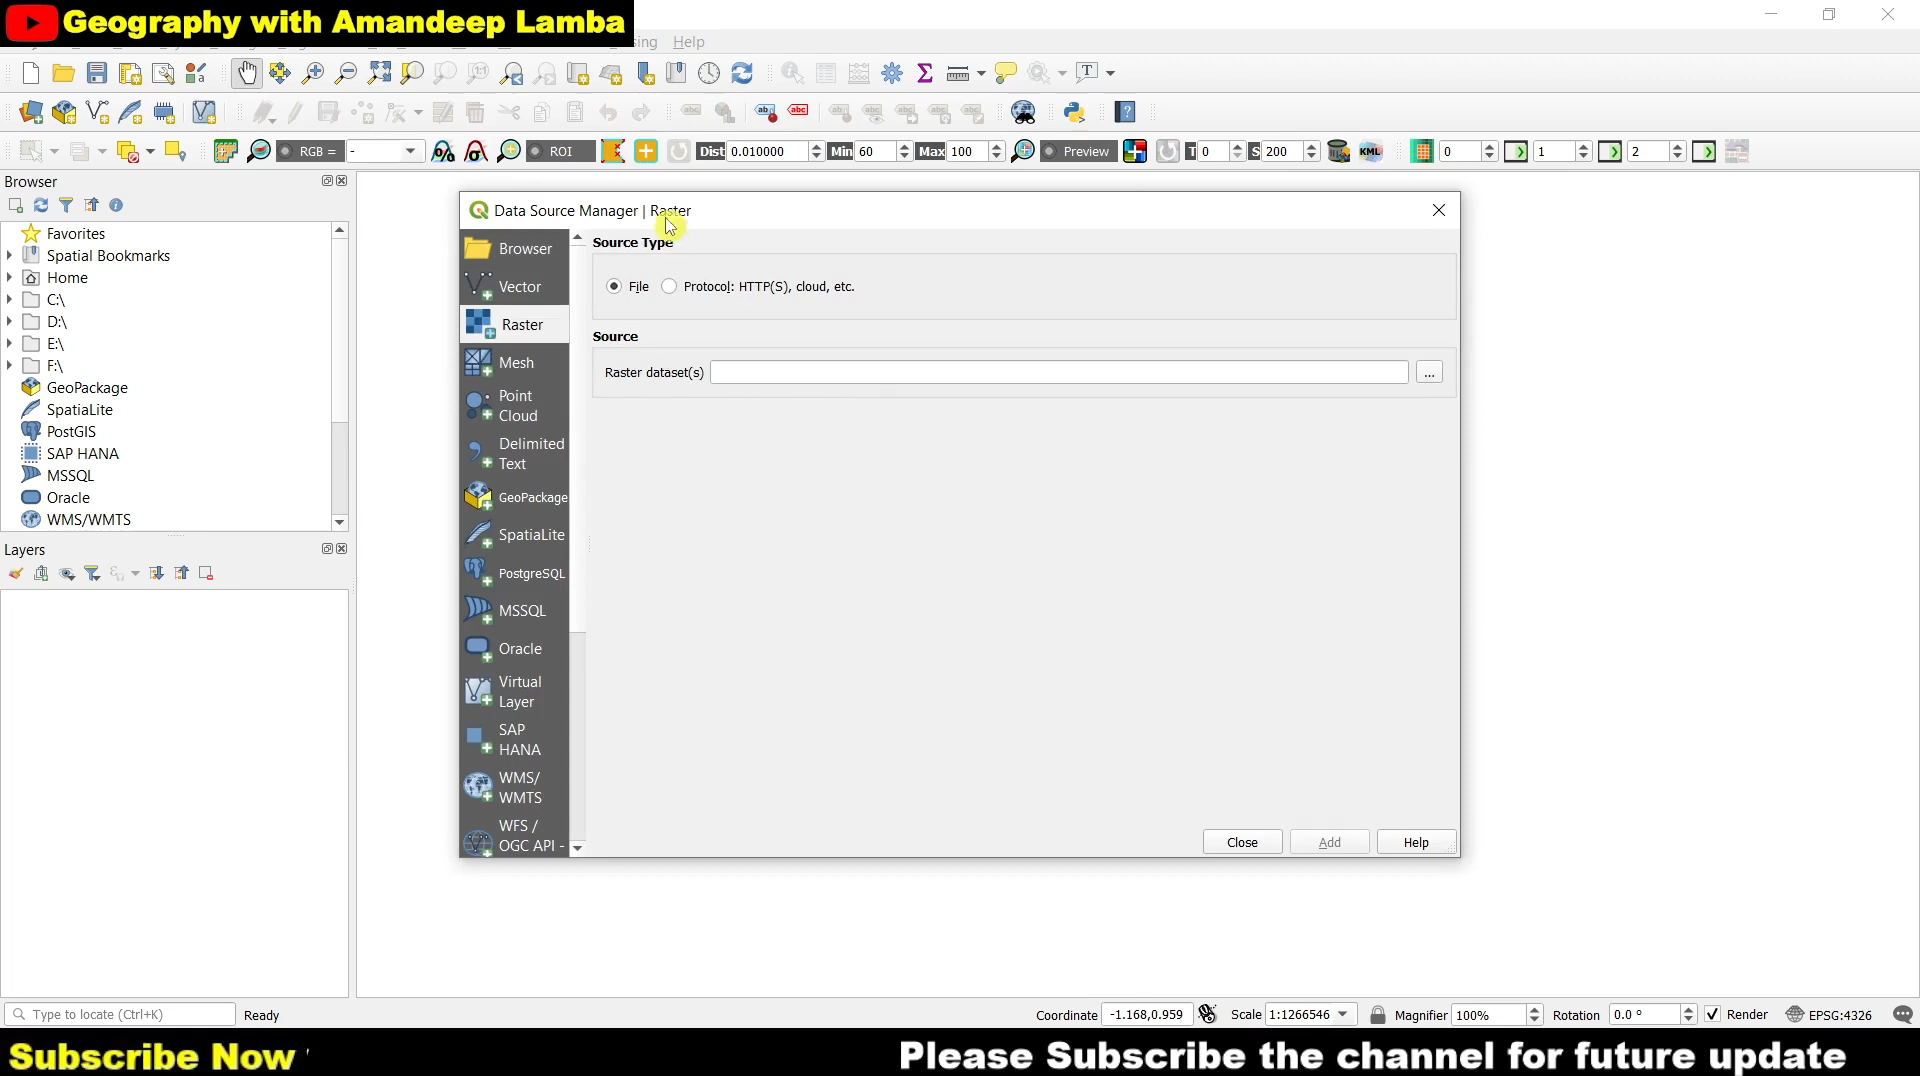 Geography with Amandeep Lamba
sing Help
RGB = -
ROI
Dist 0.010000 Min 60 Max 100
Preview
T 0 S 200
KML
0 1 2
Browser
Favorites
Spatial Bookmarks
Home
C:\
D:\
E:\
F:\
GeoPackage
SpatiaLite
PostGIS
SAP HANA
MSSQL
Oracle
WMS/WMTS
Layers
Data Source Manager | Raster
Browser
Vector
Raster
Mesh
Point
Cloud
Delimited
Text
GeoPackage
SpatiaLite
PostgreSQL
MSSQL
Oracle
Virtual
Layer
SAP
HANA
WMS/
WMTS
WFS /
OGC API -
Source Type
File Protocol: HTTP(S), cloud, etc.
Source
Raster dataset(s) ...
Close Add Help
Type to locate (Ctrl+K) Ready Coordinate -1.168,0.959 Scale 1:1266546 Magnifier 100% Rotation 0.0 ° Render EPSG:4326
Subscribe Now
Please Subscribe the channel for future update